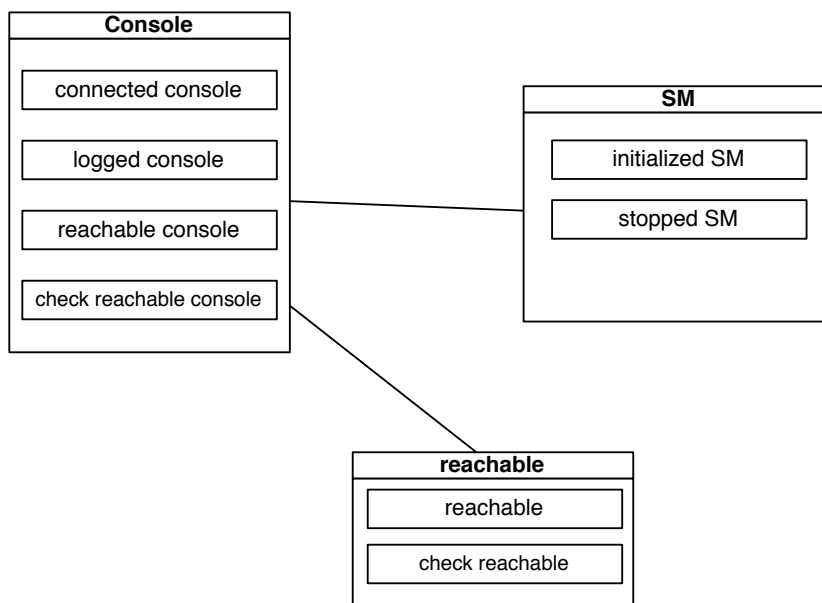 Console
connected console
logged console
reachable console
check reachable console
SM
initialized SM
stopped SM
reachable
reachable
check reachable